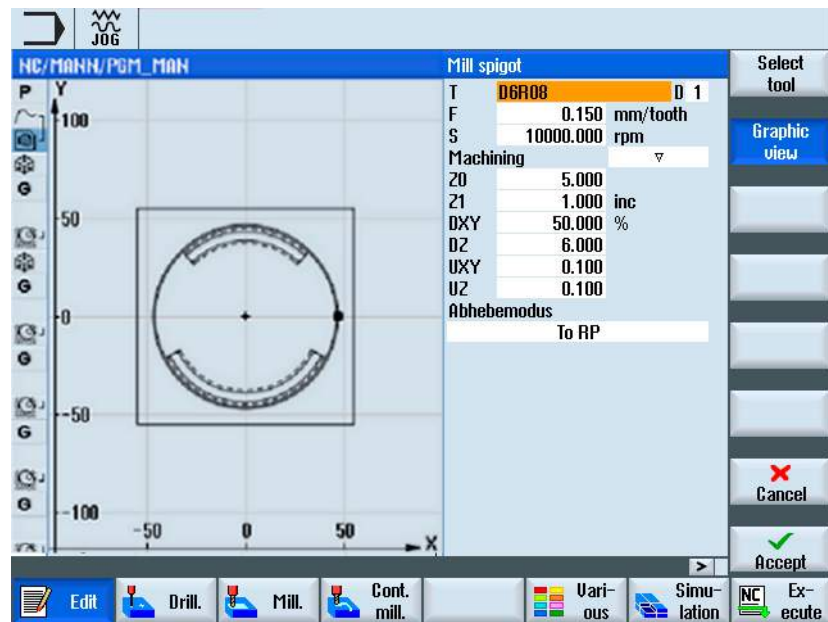 JOG
NC/MANN/PGM_MAN
Mill spigot
Select tool
P
Y
T D6R08 D 1
F 0.150 mm/tooth
S 10000.000 rpm
Machining ▿
Z0 5.000
Z1 1.000 inc
DXY 50.000 %
DZ 6.000
UXY 0.100
UZ 0.100
Abhebemodus
To RP
Graphic view
100
50
0
-50
-100
-50 0 50
X
G
G
G
G
G
Cancel
Accept
>
Edit
Drill.
Mill.
Cont. mill.
Vari-ous
Simu-lation
NC Ex-ecute